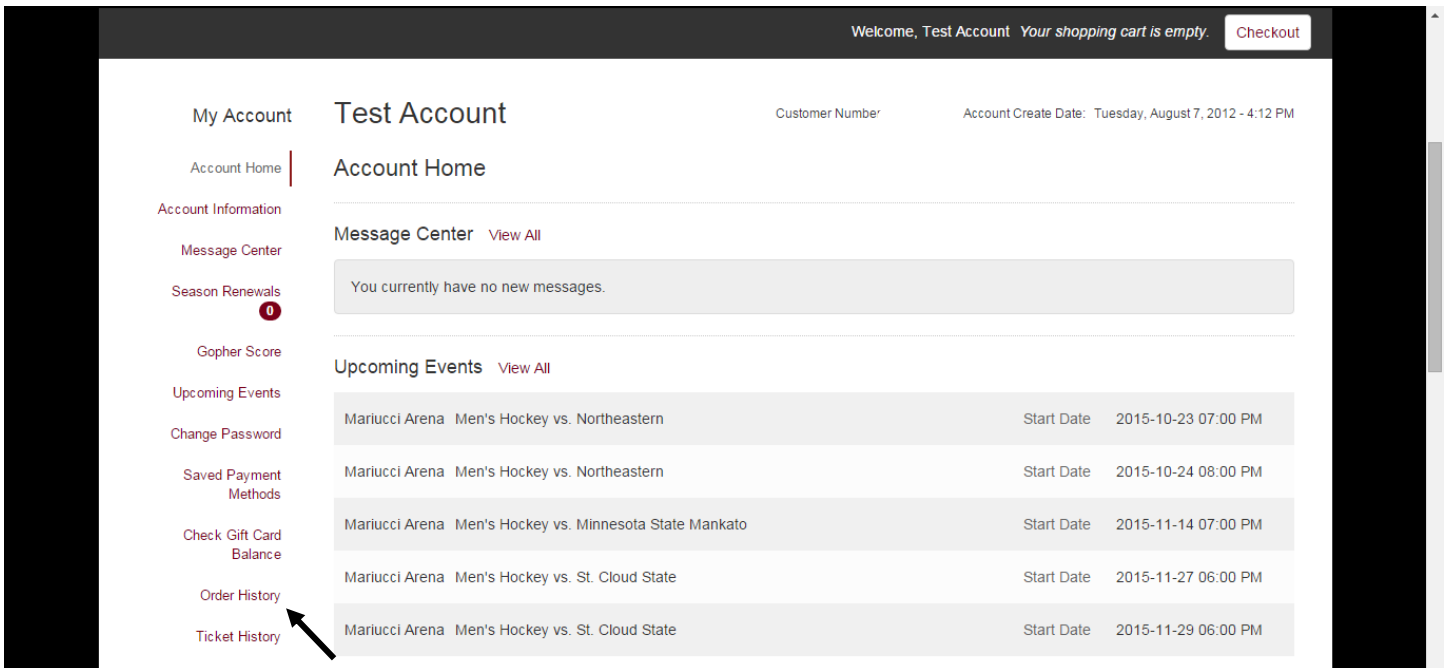 Welcome, Test Account Your shopping cart is empty. Checkout
My Account
Account Home
Account Information
Message Center
Season Renewals
0
Gopher Score
Upcoming Events
Change Password
Saved Payment
Methods
Check Gift Card
Balance
Order History
Ticket History
Test Account
Customer Number
Account Create Date: Tuesday, August 7, 2012 - 4:12 PM
Account Home
Message Center View All
You currently have no new messages.
Upcoming Events View All
Mariucci Arena Men's Hockey vs. Northeastern Start Date 2015-10-23 07:00 PM
Mariucci Arena Men's Hockey vs. Northeastern Start Date 2015-10-24 08:00 PM
Mariucci Arena Men's Hockey vs. Minnesota State Mankato Start Date 2015-11-14 07:00 PM
Mariucci Arena Men's Hockey vs. St. Cloud State Start Date 2015-11-27 06:00 PM
Mariucci Arena Men's Hockey vs. St. Cloud State Start Date 2015-11-29 06:00 PM